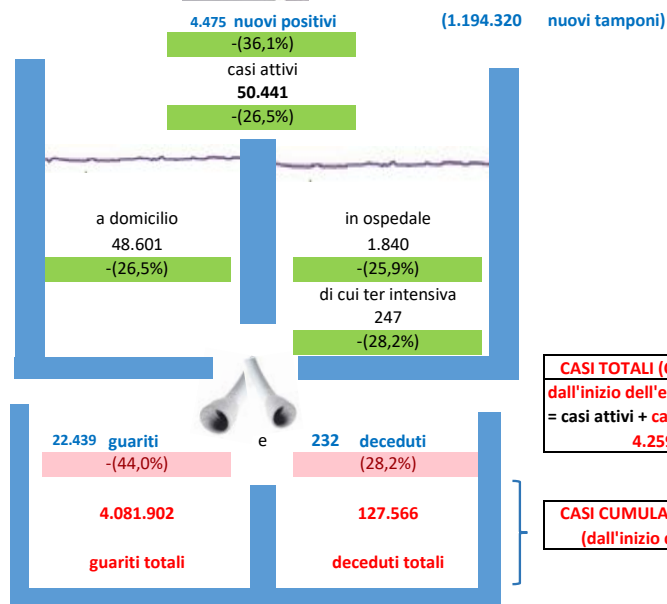 4.475 nuovi positivi (1.194.320 nuovi tamponi)
-(36,1%)
casi attivi
50.441
-(26,5%)
a domicilio in ospedale
48.601 1.840
-(26,5%) -(25,9%)
di cui ter intensiva
247
-(28,2%)
CASI TOTALI (
dall'inizio dell'e
= casi attivi + ca
4.259
22.439 guariti e 232 deceduti
-(44,0%) (28,2%)
4.081.902 127.566
CASI CUMULA
(dall'inizio
guariti totali deceduti totali